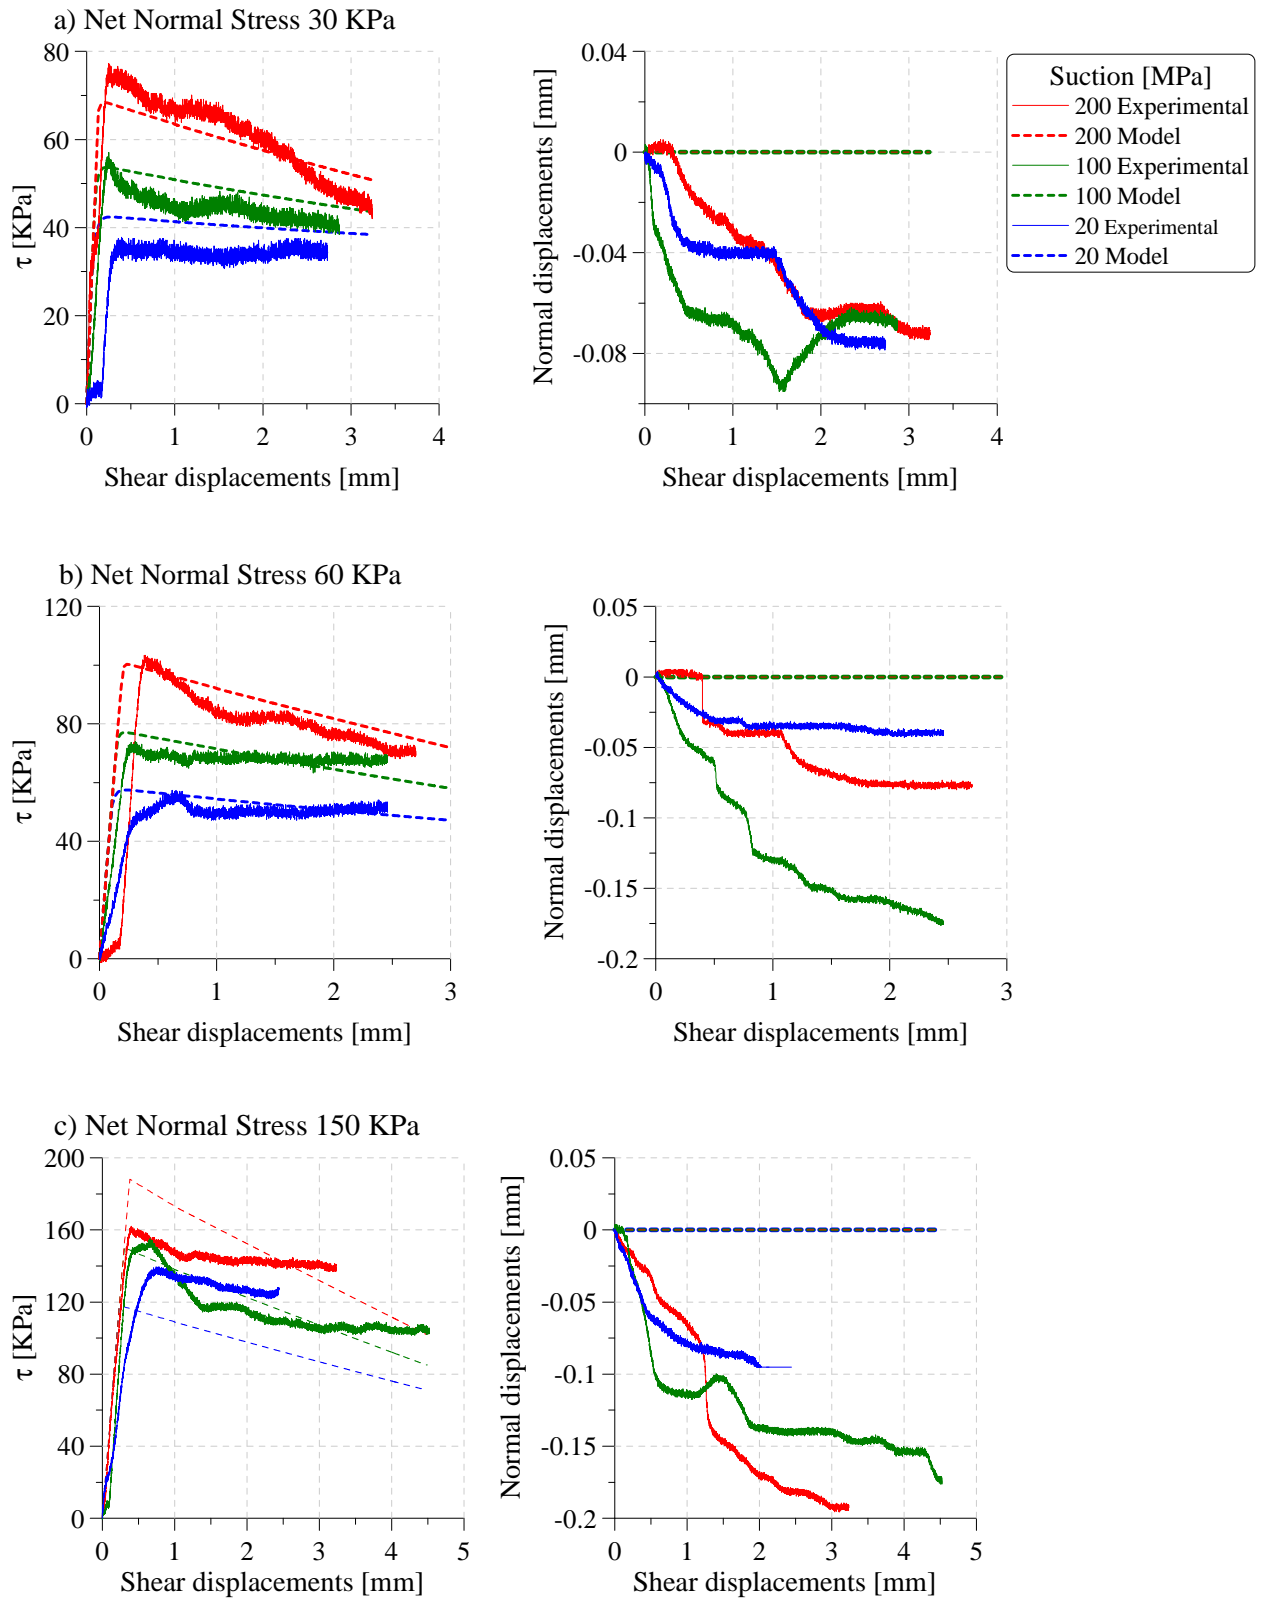 a) Net Normal Stress 30 KPa
80
60
40
20
0
τ [KPa]
0 1 2 3 4
Shear displacements [mm]
0.04
0
-0.04
-0.08
Normal displacements [mm]
0 1 2 3 4
Shear displacements [mm]
Suction [MPa]
200 Experimental
200 Model
100 Experimental
100 Model
20 Experimental
20 Model
b) Net Normal Stress 60 KPa
120
80
40
0
τ [KPa]
0 1 2 3
Shear displacements [mm]
0.05
0
-0.05
-0.1
-0.15
-0.2
Normal displacements [mm]
0 1 2 3
Shear displacements [mm]
c) Net Normal Stress 150 KPa
200
160
120
80
40
0
τ [KPa]
0 1 2 3 4 5
Shear displacements [mm]
0.05
0
-0.05
-0.1
-0.15
-0.2
Normal displacements [mm]
0 1 2 3 4 5
Shear displacements [mm]